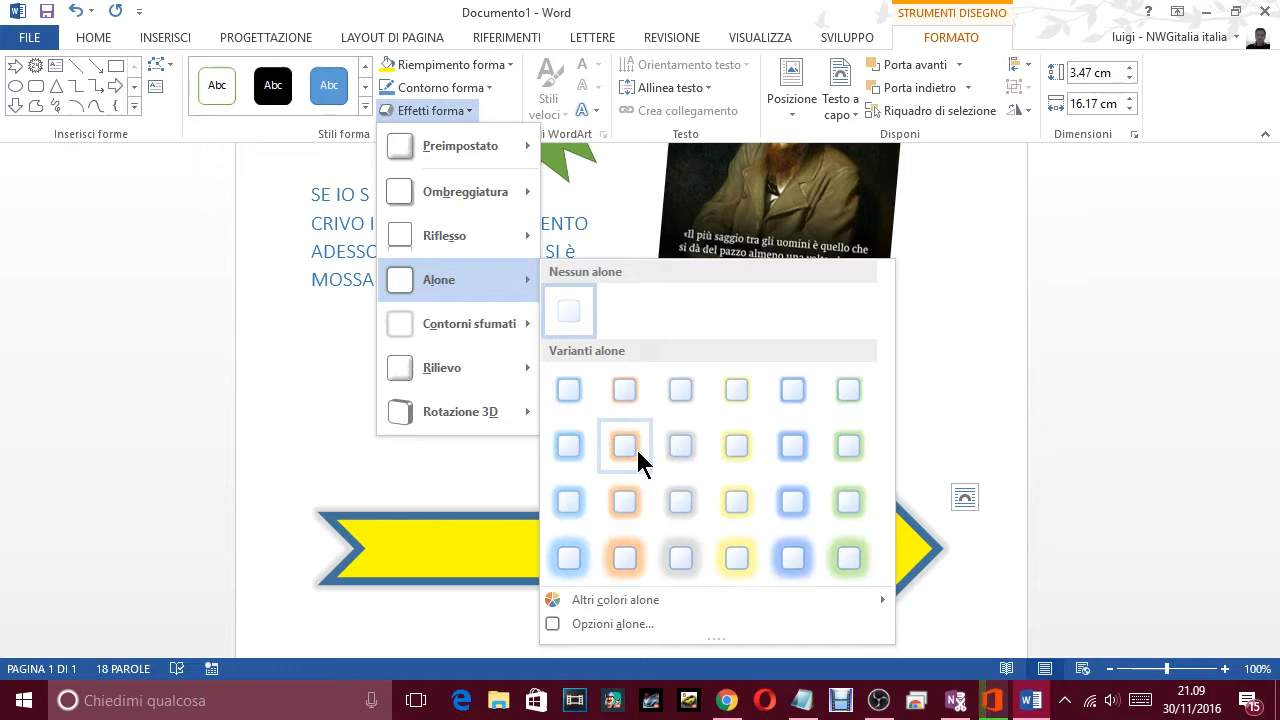 Documento1 - Word
STRUMENTI DISEGNO
FILE
HOME
INSERISCI
PROGETTAZIONE
LAYOUT DI PAGINA
RIFERIMENTI
LETTERE
REVISIONE
VISUALIZZA
SVILUPPO
FORMATO
luigi - NWGitalia italia
Abc
Abc
Abc
Riempimento forma
Contorno forma
Effetti forma
Stili
veloci
Orientamento testo
Allinea testo
Crea collegamento
Posizione
Testo a
capo
Porta avanti
Porta indietro
Riquadro di selezione
3.47 cm
16.17 cm
Inserisci forme
Stili forma
i WordArt
Testo
Disponi
Dimensioni
Preimpostato
Ombreggiatura
Riflesso
Alone
Contorni sfumati
Rilievo
Rotazione 3D
SE IO S
CRIVO I
ENTO
ADESSO
SI è
MOSSA
«Il più saggio tra gli uomini è quello che
si dà del pazzo almeno una volta
Nessun alone
Varianti alone
Altri colori alone
Opzioni alone...
PAGINA 1 DI 1
18 PAROLE
100%
Chiedimi qualcosa
21.09
30/11/2016
15